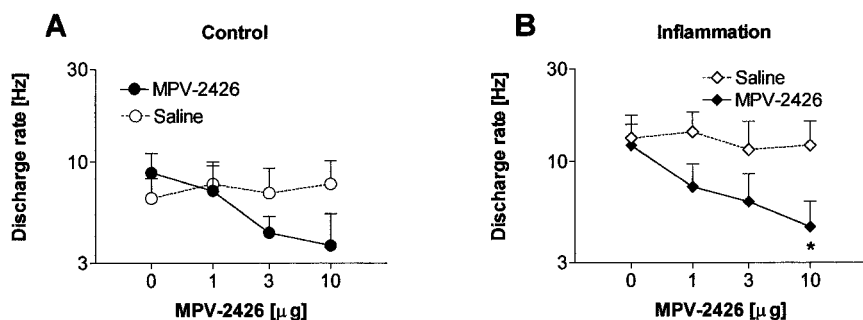 A
Control
30
10
3
Discharge rate [Hz]
MPV-2426
Saline
0 1 3 10
MPV-2426 [μg]
B
Inflammation
30
10
3
Discharge rate [Hz]
Saline
MPV-2426
*
0 1 3 10
MPV-2426 [μg]